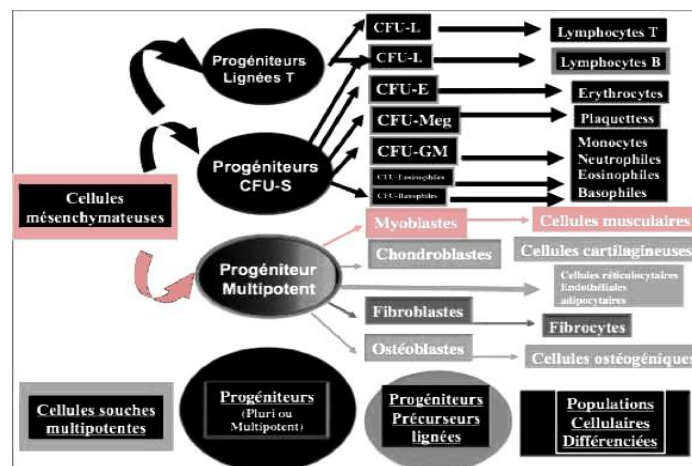 CFU-L
Lymphocytes T
Progéniteurs
Lignées T
CFU-L
Lymphocytes B
CFU-E
Erythrocytes
CFU-Meg
Plaquettess
Progéniteurs
CFU-S
CFU-GM
Monocytes
Neutrophiles
Eosinophiles
Basophiles
CFU-Eosinophiles
CFU-Basophiles
Cellules
mésenchymateuses
Myoblastes
Cellules musculaires
Progéniteur
Multipotent
Chondroblastes
Cellules cartilagineuses
Cellules réticulocytaires
Endothéliales
adipocytaires
Fibroblastes
Fibrocytes
Ostéoblastes
Cellules ostéogéniques
Cellules souches
multipotentes
Progéniteurs
(Pluri ou
Multipotent)
Progéniteurs
Précurseurs
lignées
Populations
Cellulaires
Différenciées